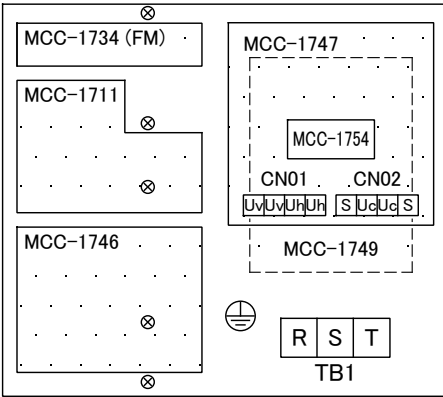 MCC-1734 (FM)
MCC-1711
MCC-1746
MCC-1747
MCC-1754
CN01 CN02
Uv Uv Uh Uh S Uc Uc S
MCC-1749
R S T
TB1